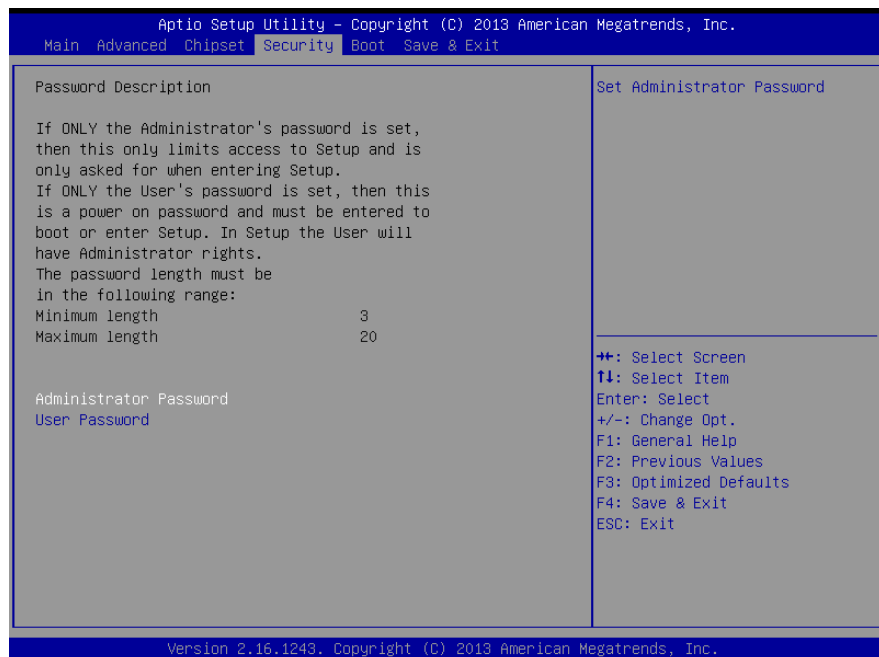 Aptio Setup Utility – Copyright (C) 2013 American Megatrends, Inc.
Main Advanced Chipset Security Boot Save & Exit
Password Description
If ONLY the Administrator's password is set,
then this only limits access to Setup and is
only asked for when entering Setup.
If ONLY the User's password is set, then this
is a power on password and must be entered to
boot or enter Setup. In Setup the User will
have Administrator rights.
The password length must be
in the following range:
Minimum length 3
Maximum length 20
Administrator Password
User Password
Set Administrator Password
→←: Select Screen
↑↓: Select Item
Enter: Select
+/-: Change Opt.
F1: General Help
F2: Previous Values
F3: Optimized Defaults
F4: Save & Exit
ESC: Exit
Version 2.16.1243. Copyright (C) 2013 American Megatrends, Inc.